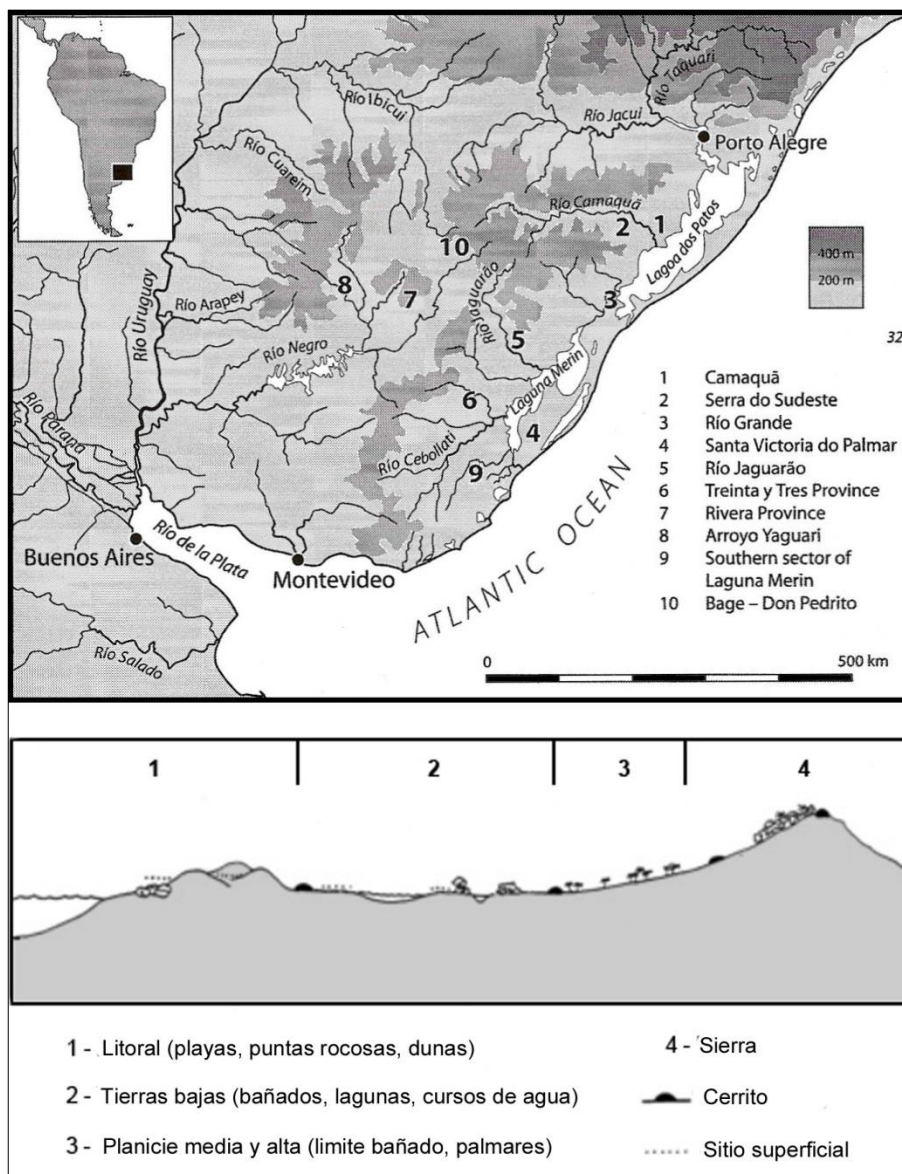 Río Taquari
Río Ibicui
Río Jacui
Porto Alegre
Río Cuareim
Río Camaquã
2
1
Lagoa dos Patos
10
400 m
200 m
8
7
Río Jaguarão
3
Río Uruguay
Río Arapey
5
32
Río Negro
Laguna Merin
6
4
Río Parana
Río Cebollati
9
1 Camaquã
2 Serra do Sudeste
3 Río Grande
4 Santa Victoria do Palmar
5 Río Jaguarão
6 Treinta y Tres Province
7 Rivera Province
8 Arroyo Yaguari
9 Southern sector of
Laguna Merin
10 Bage – Don Pedrito
Buenos Aires
Río de la Plata
Montevideo
ATLANTIC OCEAN
Río Salado
0 500 km
1 2 3 4
1 - Litoral (playas, puntas rocosas, dunas)
2 - Tierras bajas (bañados, lagunas, cursos de agua)
3 - Planicie media y alta (limite bañado, palmares)
4 - Sierra
Cerrito
Sitio superficial